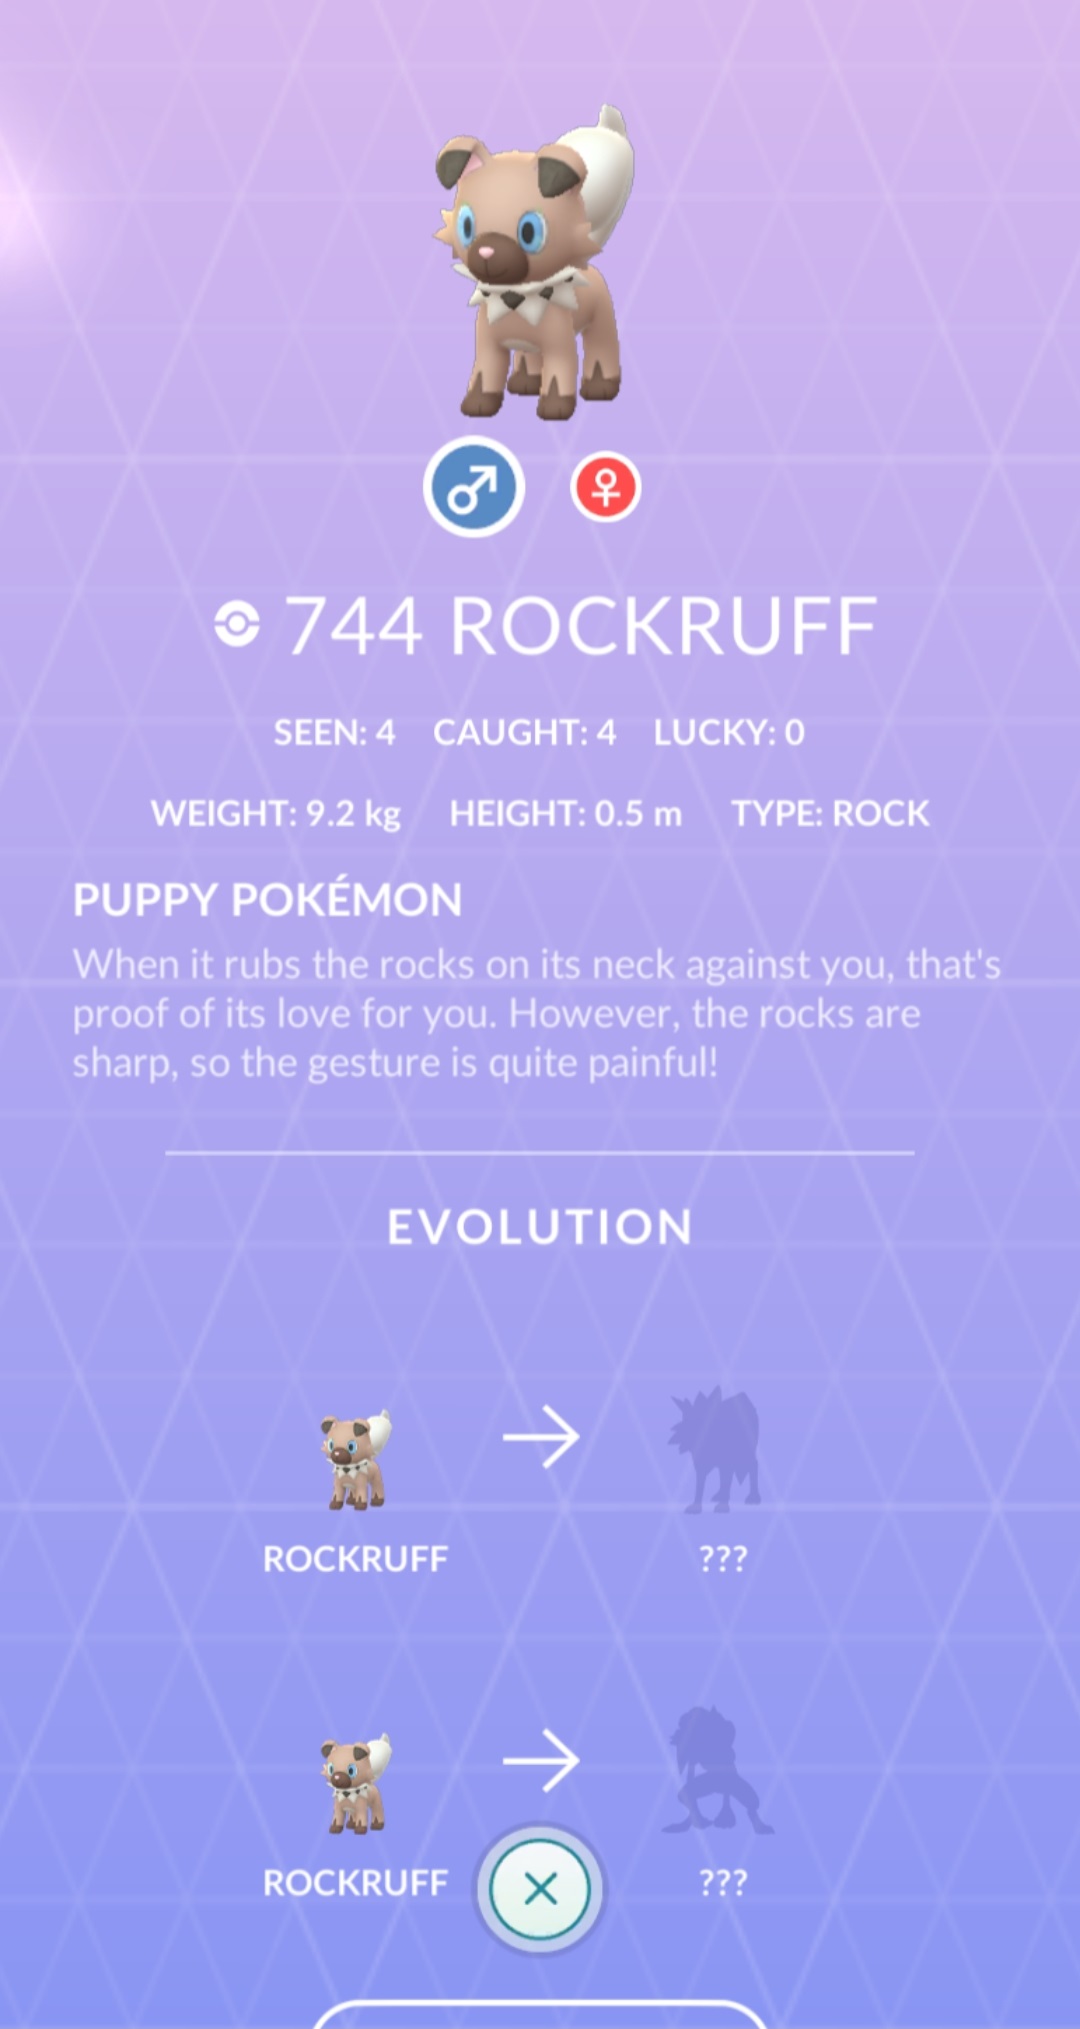 744 ROCKRUFF
SEEN: 4 CAUGHT: 4 LUCKY: 0
WEIGHT: 9.2 kg HEIGHT: 0.5 m TYPE: ROCK
PUPPY POKÉMON
When it rubs the rocks on its neck against you, that's
proof of its love for you. However, the rocks are
sharp, so the gesture is quite painful!
EVOLUTION
ROCKRUFF ???
ROCKRUFF ???